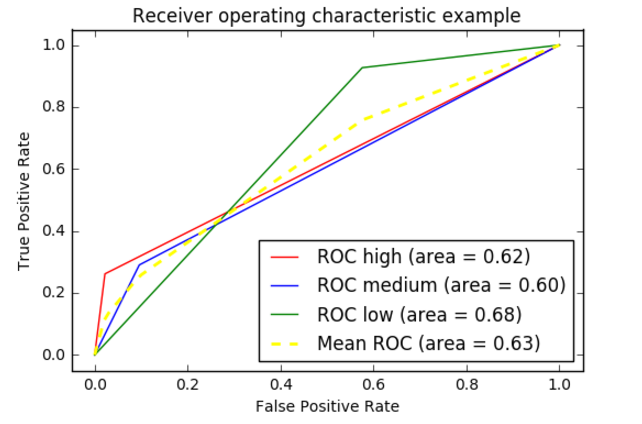 Receiver operating characteristic example
1.0
0.8
0.6
0.4
0.2
0.0
True Positive Rate
ROC high (area = 0.62)
ROC medium (area = 0.60)
ROC low (area = 0.68)
Mean ROC (area = 0.63)
0.0 0.2 0.4 0.6 0.8 1.0
False Positive Rate